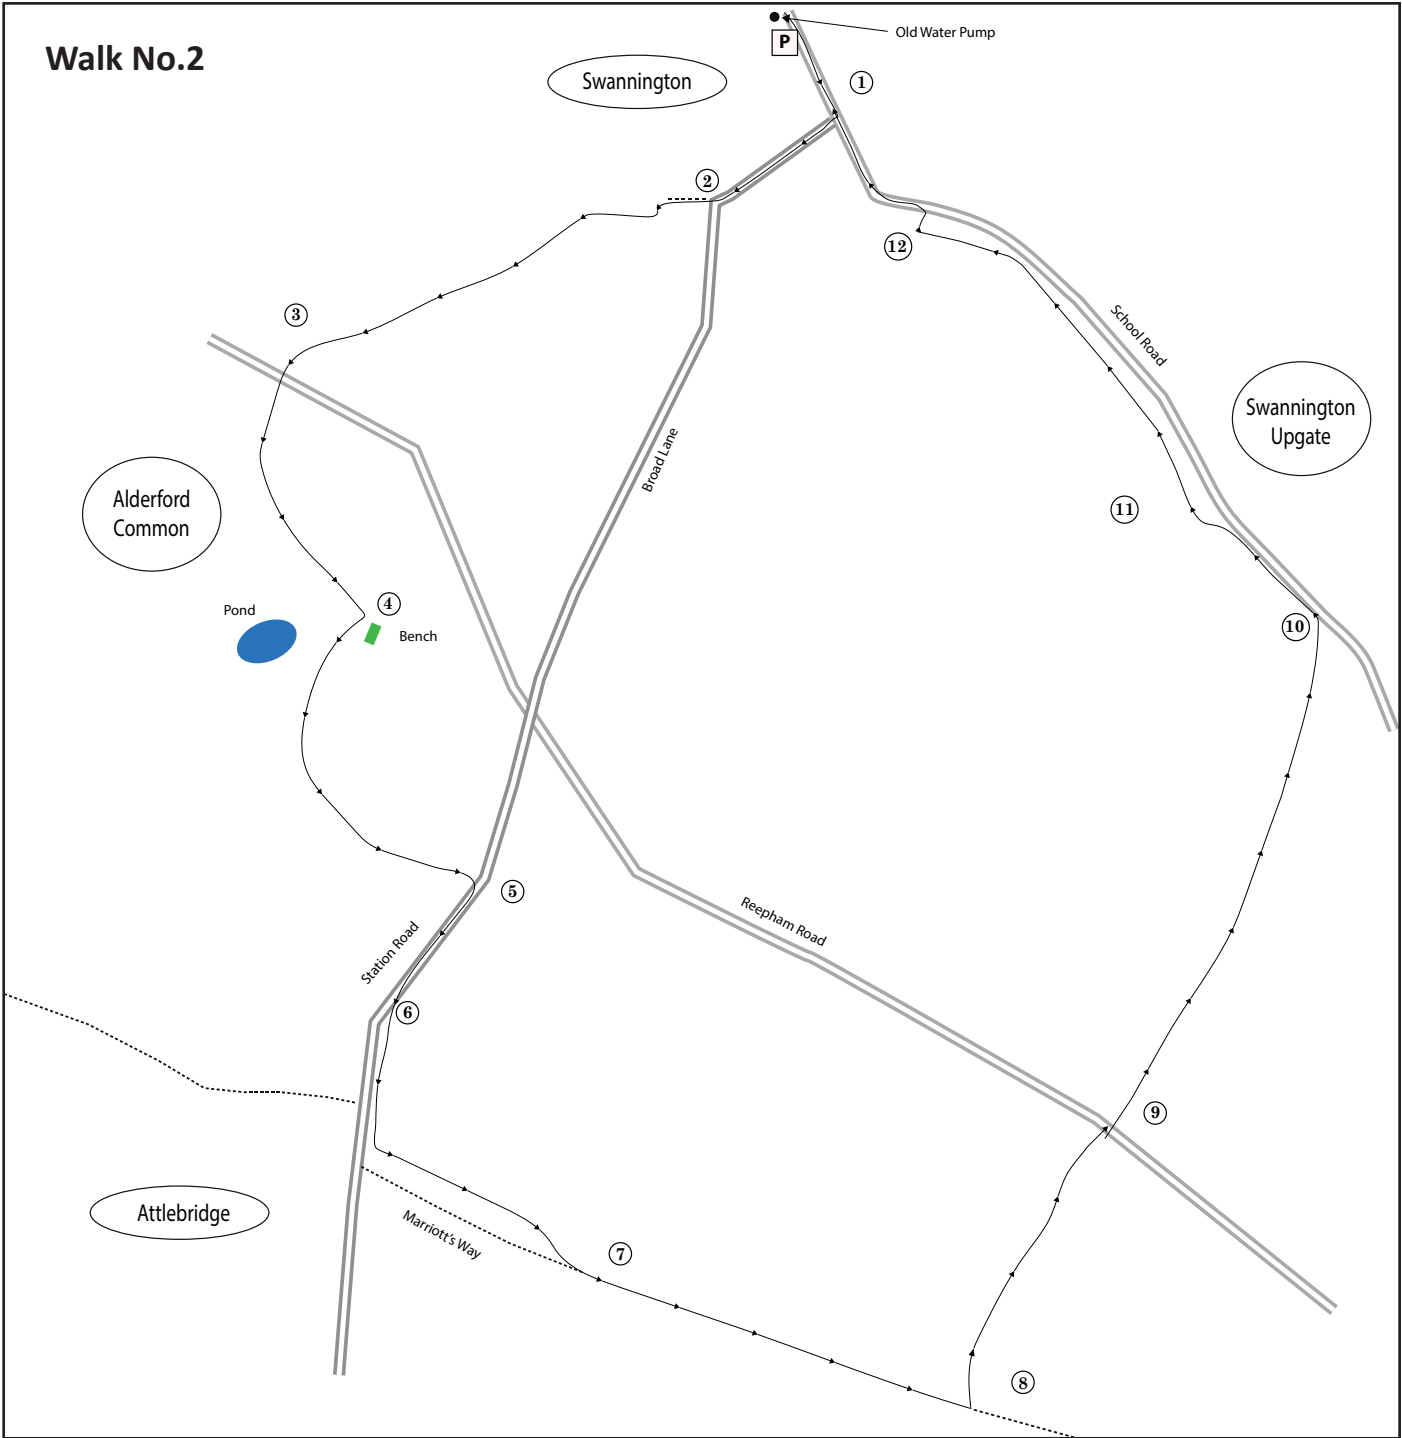 Walk No.2
Old Water Pump
P
Swannington
1
2
12
3
School Road
Swannington
Upgate
Broad Lane
Alderford
Common
11
4
Pond
Bench
10
5
Reepham Road
Station Road
6
9
Attlebridge
Marriott's Way
7
8